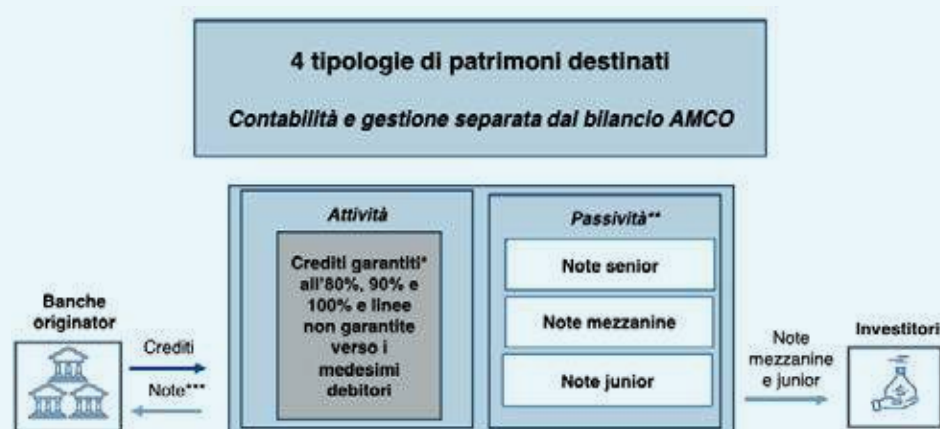 4 tipologie di patrimoni destinati
Contabilità e gestione separata dal bilancio AMCO
Attività
Crediti garantiti*
all'80%, 90% e
100% e linee
non garantite
verso i
medesimi
debitori
Passività**
Note senior
Note mezzanine
Note junior
Banche
originator
Crediti
Note***
Note
mezzanine
e junior
Investitori